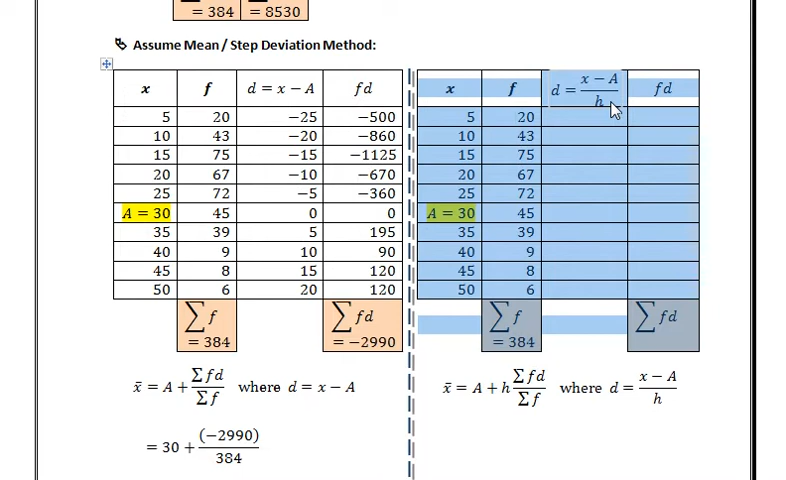 = 384 = 8530
Assume Mean / Step Deviation Method:
x f d = x − A fd
5 20 −25 −500
10 43 −20 −860
15 75 −15 −1125
20 67 −10 −670
25 72 −5 −360
A = 30 45 0 0
35 39 5 195
40 9 10 90
45 8 15 120
50 6 20 120
∑ f ∑ fd
= 384 = −2990
x̄ = A + Σfd / Σf where d = x − A
= 30 + (−2990) / 384
x f d = (x − A) / h fd
5 20
10 43
15 75
20 67
25 72
A = 30 45
35 39
40 9
45 8
50 6
∑ f ∑ fd
= 384
x̄ = A + h Σfd / Σf where d = (x − A) / h